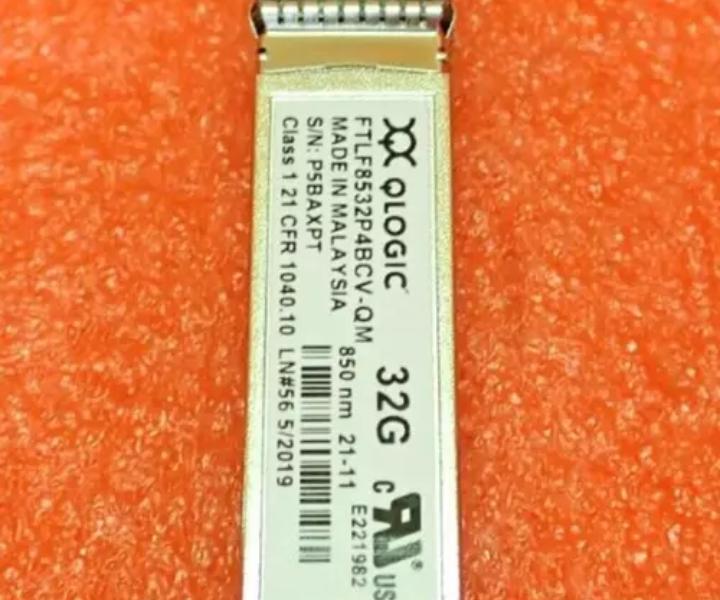 QLOGIC 32G
FTLF8532P4BCV-QM
MADE IN MALAYSIA 850 nm 21-11
S/N: P5BAXPT
Class 1 21 CFR 1040.10 LN#56 5/2019
C RU® US
E221982